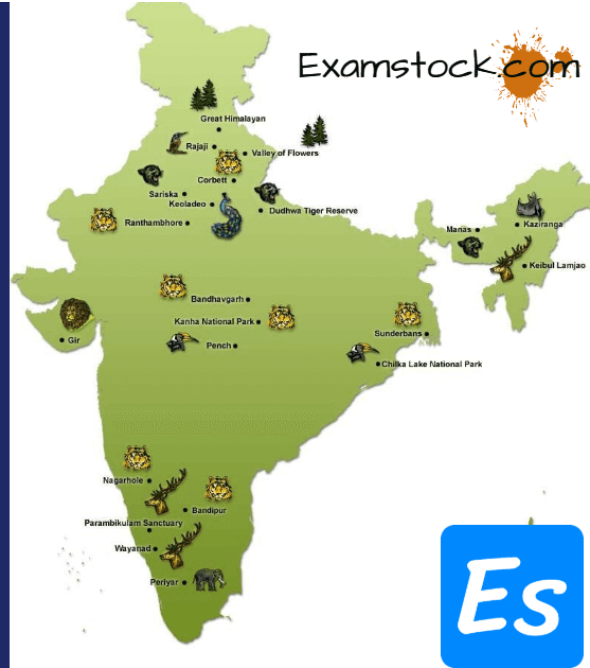 Examstock.com
Great Himalayan
Rajaji
Valley of Flowers
Corbett
Sariska
Keoladeo
Dudhwa Tiger Reserve
Ranthambhore
Manas
Kaziranga
Keibul Lamjao
Bandhavgarh
Kanha National Park
Sunderbans
Gir
Pench
Chilka Lake National Park
Nagarhole
Bandipur
Parambikulam Sanctuary
Wayanad
Periyar
Es